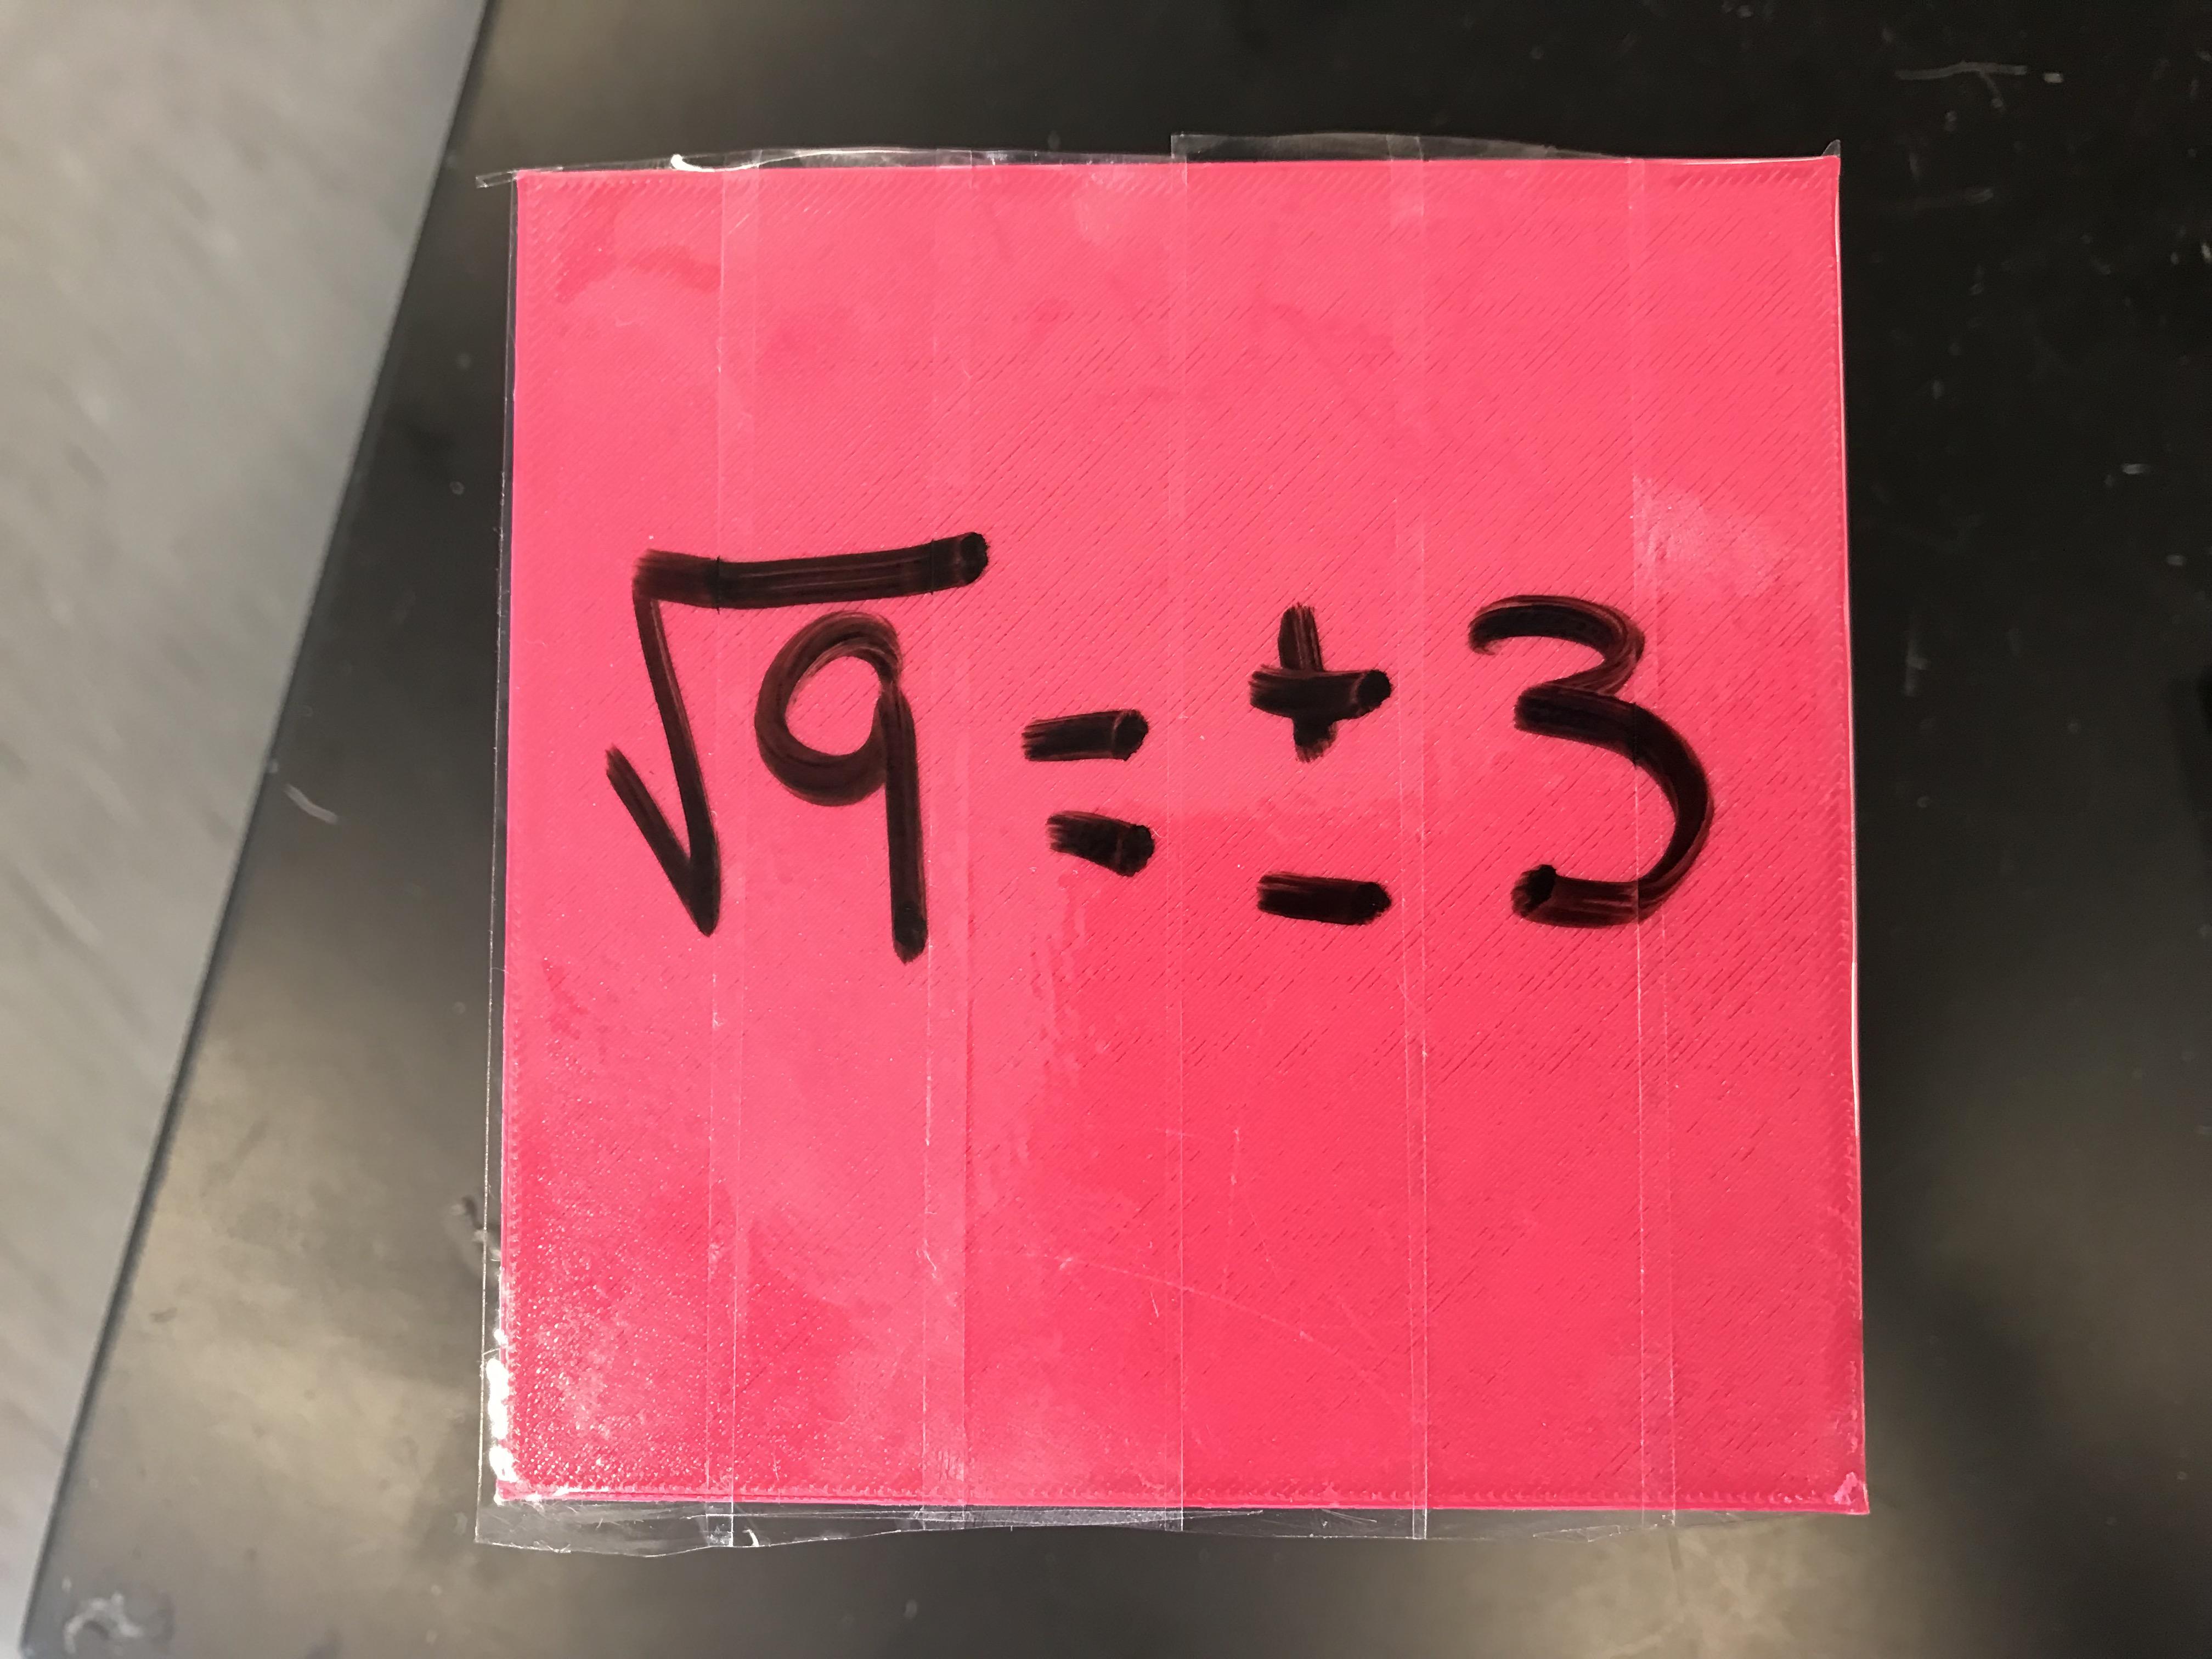 √9 = ± 3